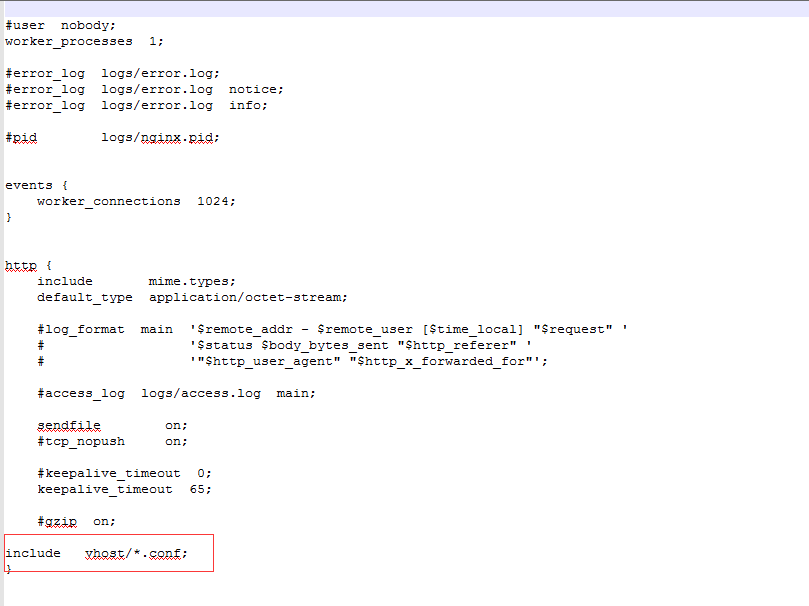 #user  nobody;
worker_processes  1;
#error_log  logs/error.log;
#error_log  logs/error.log  notice;
#error_log  logs/error.log  info;
#pid        logs/nginx.pid;
events {
    worker_connections  1024;
}
http {
    include       mime.types;
    default_type  application/octet-stream;
    #log_format  main  '$remote_addr - $remote_user [$time_local] "$request" '
    #                  '$status $body_bytes_sent "$http_referer" '
    #                  '"$http_user_agent" "$http_x_forwarded_for"';
    #access_log  logs/access.log  main;
    sendfile        on;
    #tcp_nopush     on;
    #keepalive_timeout  0;
    keepalive_timeout  65;
    #gzip  on;
include   vhost/*.conf;
}